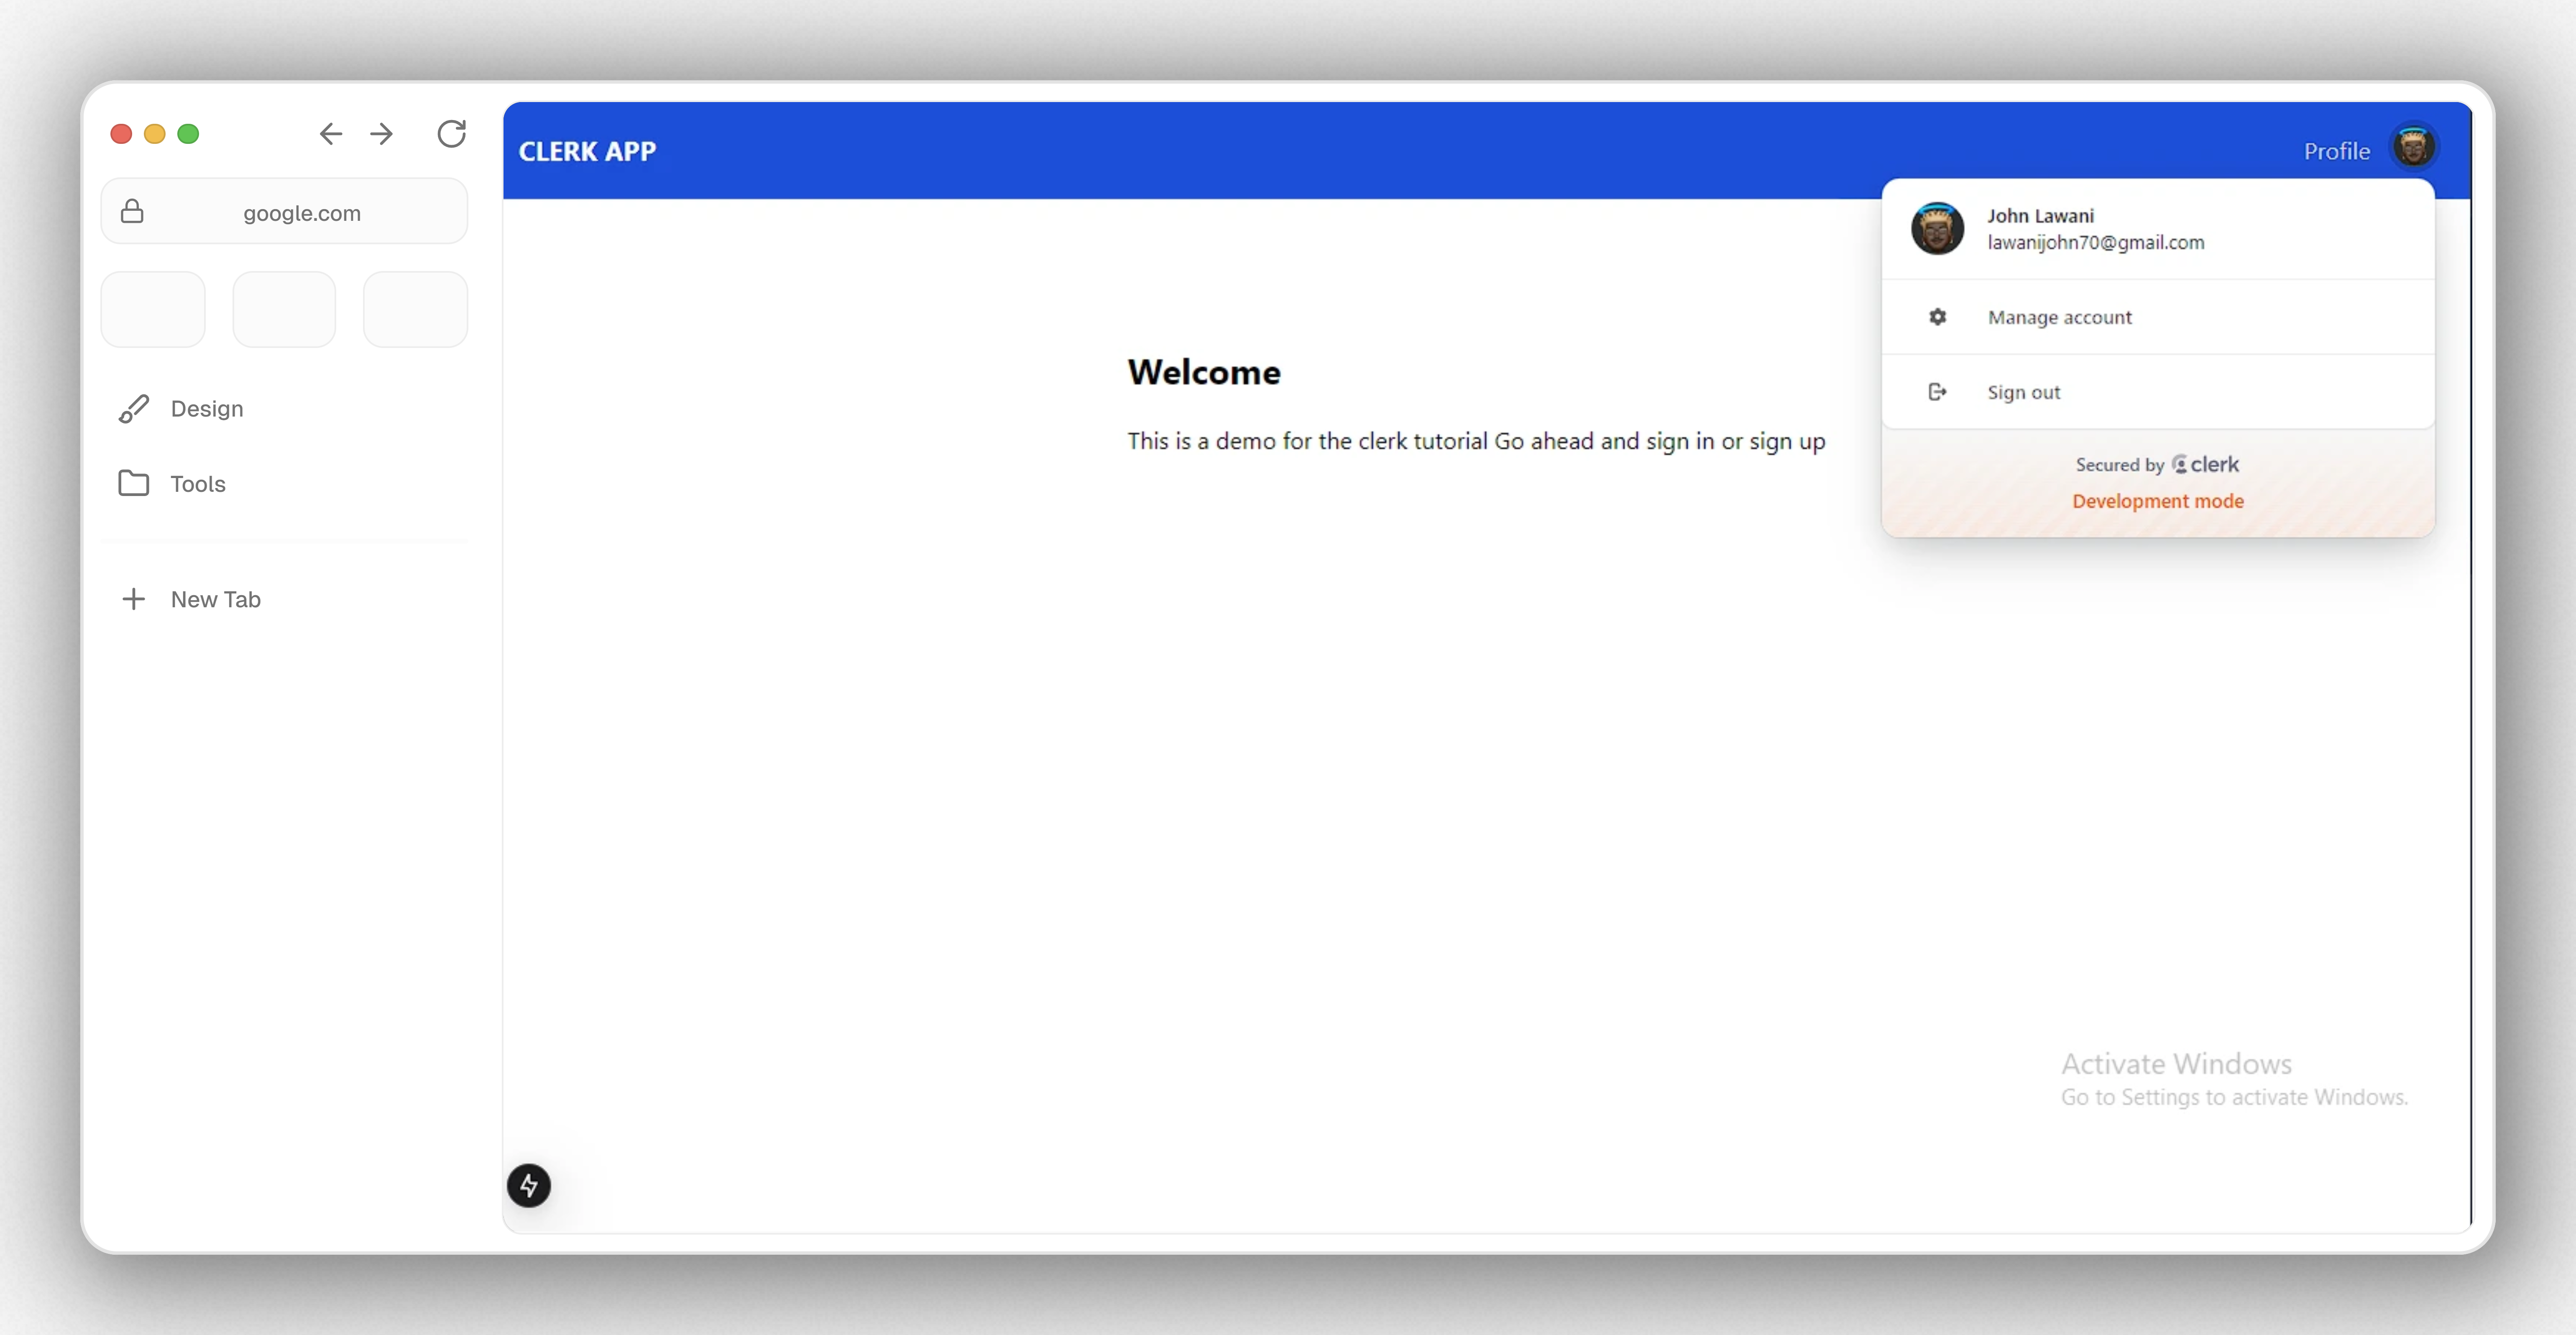 google.com
Design
Tools
New Tab
CLERK APP
Profile
John Lawani
lawanijohn70@gmail.com
Manage account
Sign out
Secured by clerk
Development mode
Welcome
This is a demo for the clerk tutorial Go ahead and sign in or sign up
Activate Windows
Go to Settings to activate Windows.